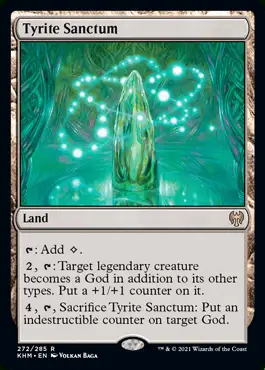 Tyrite Sanctum
Land
: Add .
2, : Target legendary creature
becomes a God in addition to its other
types. Put a +1/+1 counter on it.
4, , Sacrifice Tyrite Sanctum: Put an
indestructible counter on target God.
272/285 R
KHM • EN VOLKAN BAGA
™ & © 2021 Wizards of the Coast